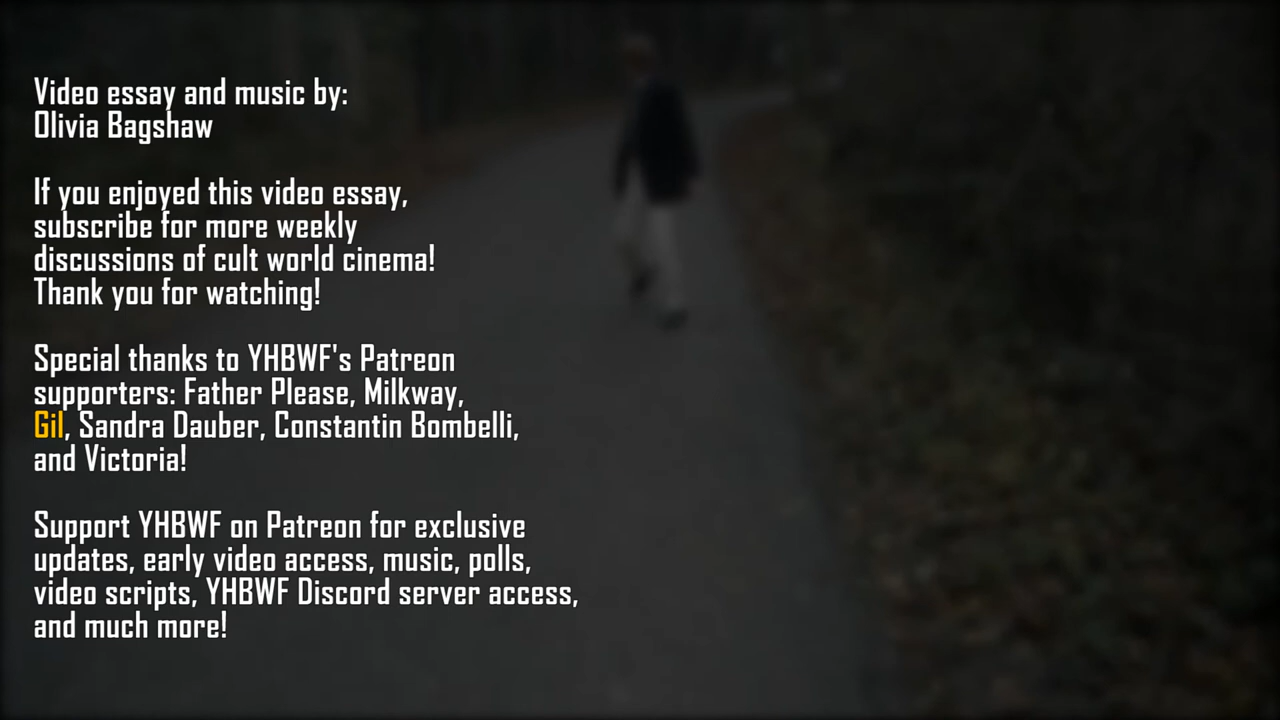 Video essay and music by:
Olivia Bagshaw
If you enjoyed this video essay,
subscribe for more weekly
discussions of cult world cinema!
Thank you for watching!
Special thanks to YHBWF's Patreon
supporters: Father Please, Milkway,
Gil, Sandra Dauber, Constantin Bombelli,
and Victoria!
Support YHBWF on Patreon for exclusive
updates, early video access, music, polls,
video scripts, YHBWF Discord server access,
and much more!